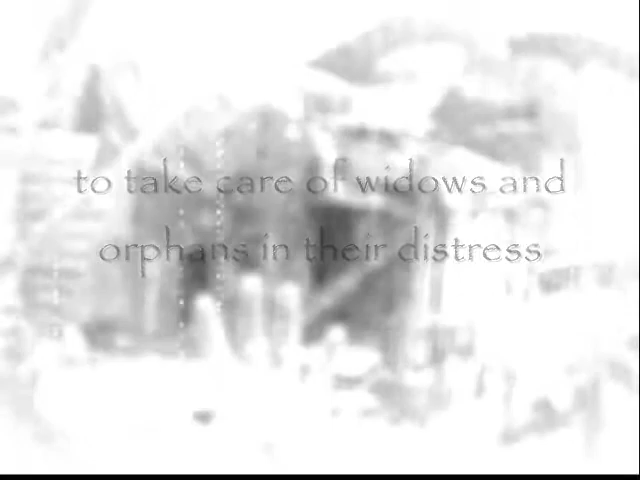 to take care of widows and
orphans in their distress